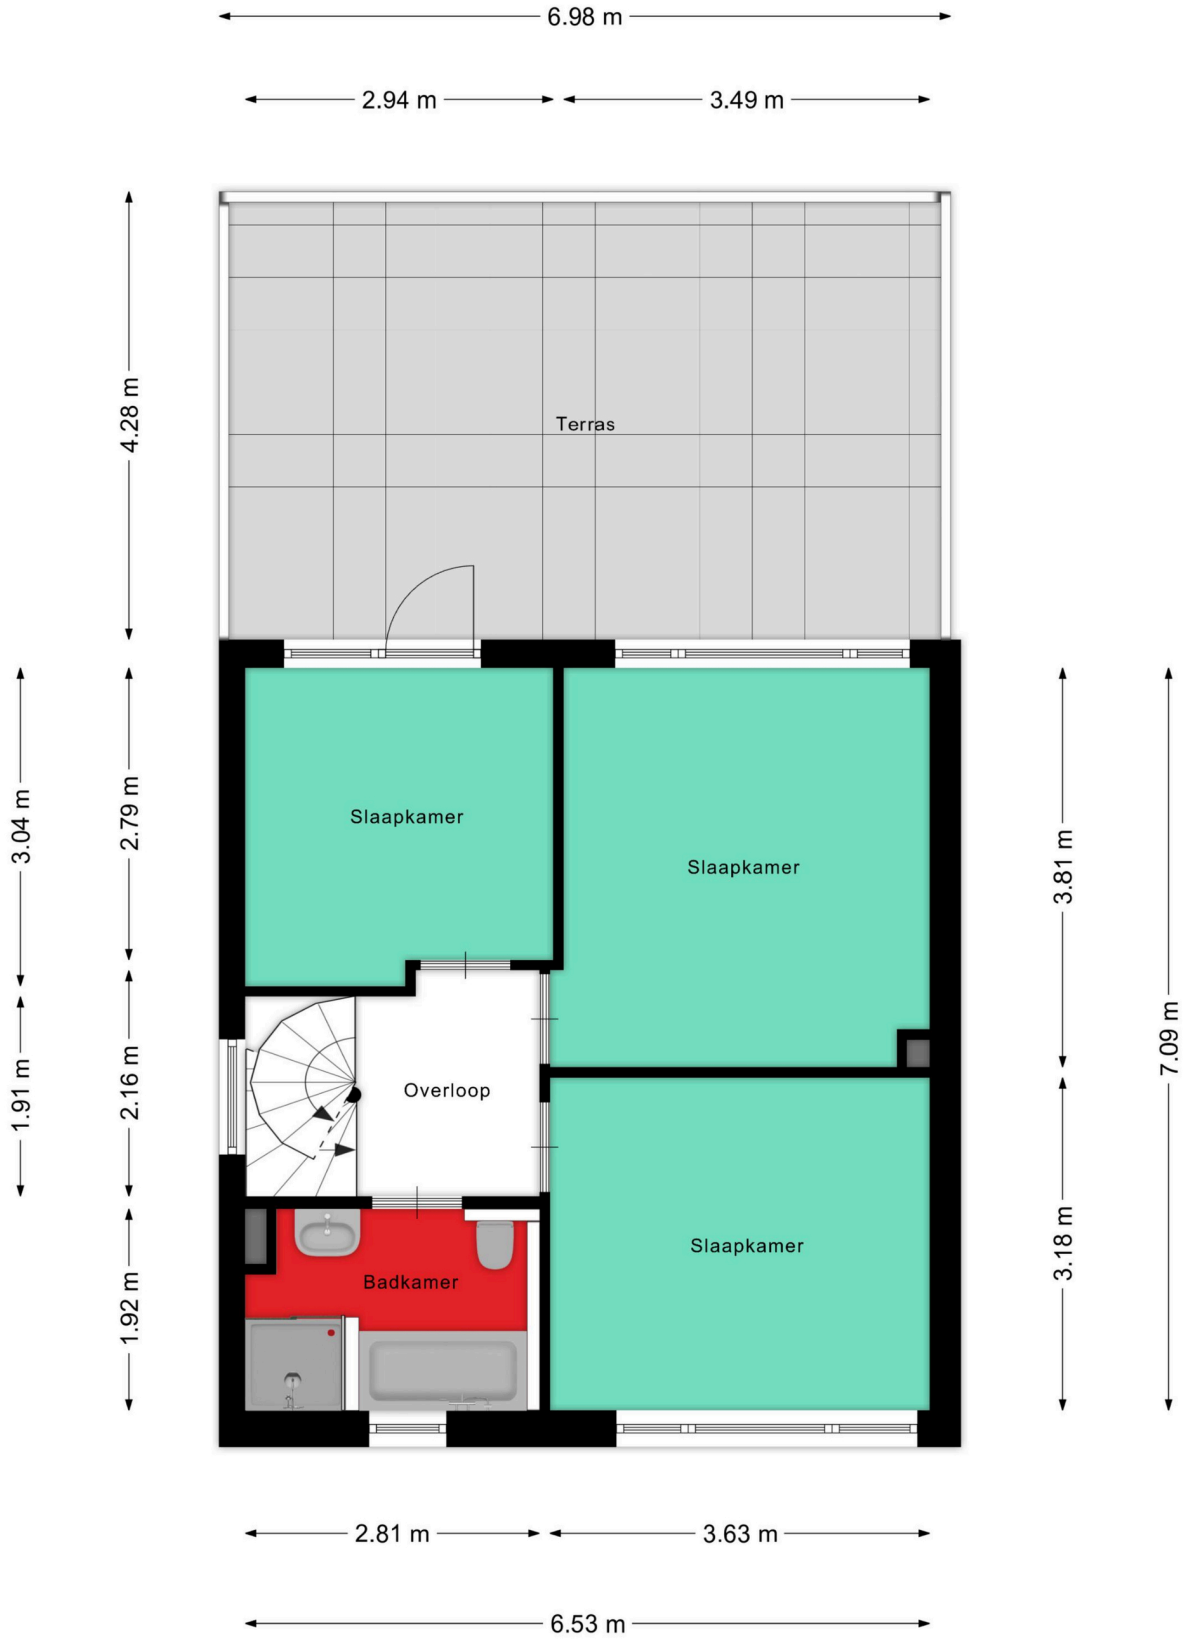 6.98 m
2.94 m
3.49 m
4.28 m
Terras
3.04 m
2.79 m
Slaapkamer
Slaapkamer
3.81 m
7.09 m
1.91 m
2.16 m
Overloop
1.92 m
Badkamer
Slaapkamer
3.18 m
2.81 m
3.63 m
6.53 m